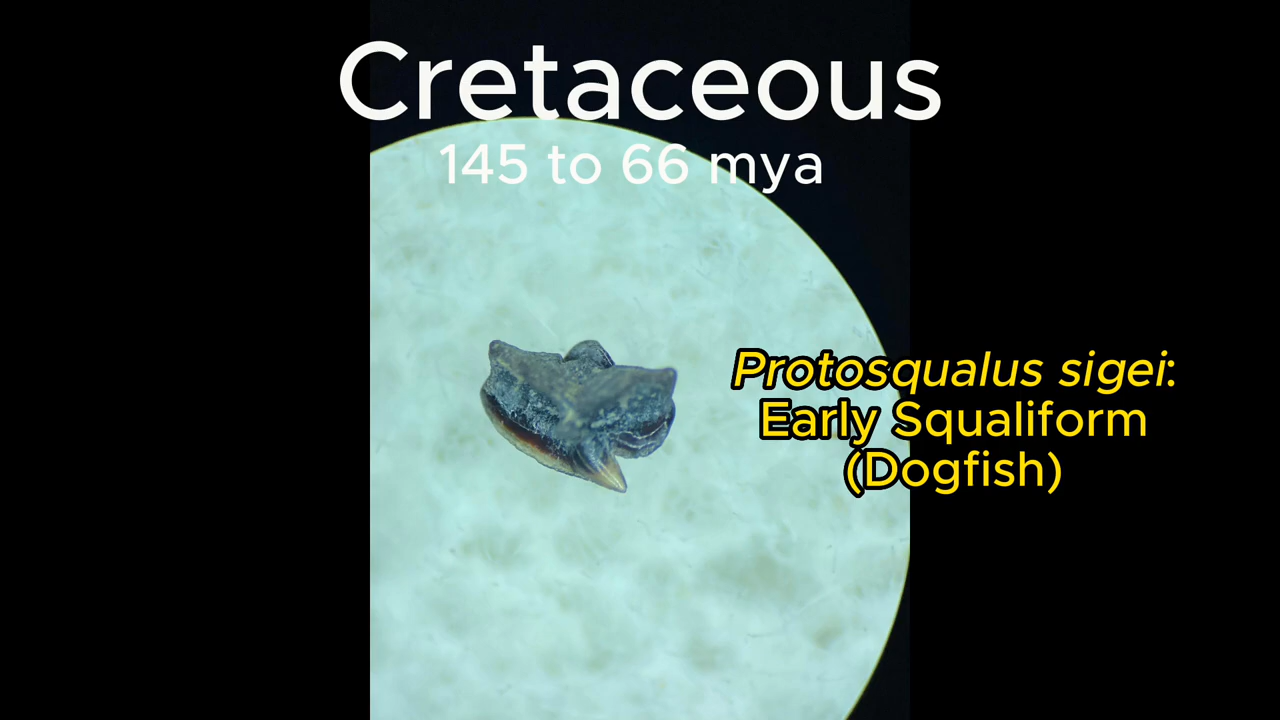 Cretaceous
145 to 66 mya
Protosqualus sigei:
Early Squaliform
(Dogfish)